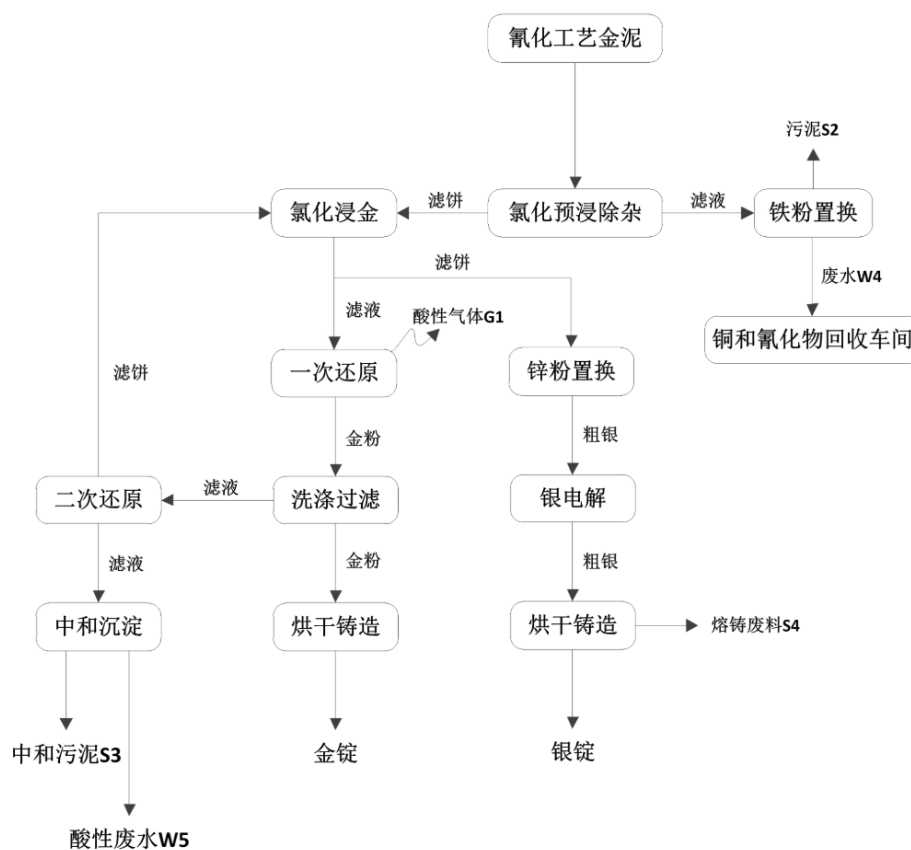 氰化工艺金泥
污泥S2
氯化浸金
滤饼
氯化预浸除杂
滤液
铁粉置换
滤饼
废水W4
滤液
酸性气体G1
铜和氰化物回收车间
滤饼
一次还原
锌粉置换
金粉
粗银
二次还原
滤液
洗涤过滤
银电解
滤液
金粉
粗银
中和沉淀
烘干铸造
烘干铸造
熔铸废料S4
中和污泥S3
金锭
银锭
酸性废水W5